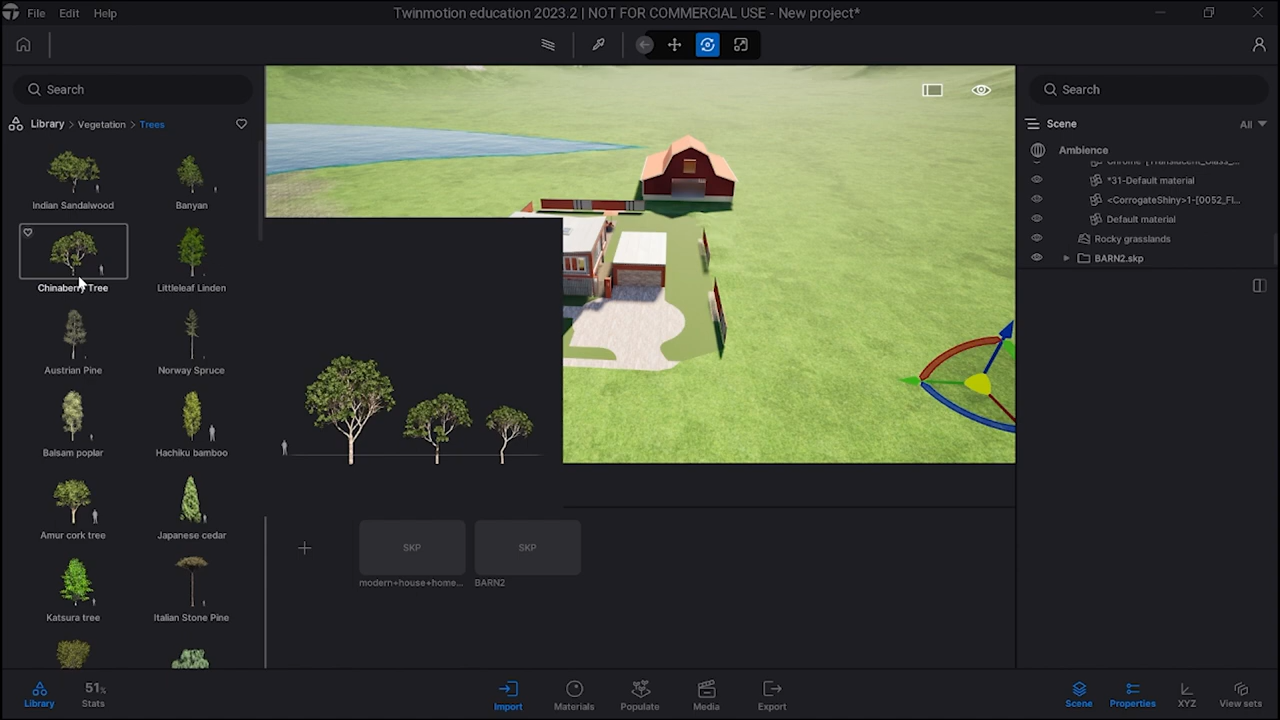 File Edit Help
Twinmotion education 2023.2 | NOT FOR COMMERCIAL USE - New project*
Search
Library > Vegetation > Trees
Indian Sandalwood
Banyan
Chinaberry Tree
Littleleaf Linden
Austrian Pine
Norway Spruce
Balsam poplar
Hachiku bamboo
Amur cork tree
Japanese cedar
Katsura tree
Italian Stone Pine
SKP
modern+house+home...
SKP
BARN2
Search
Scene
All
Ambience
*31-Default material
<CorrogateShiny>1-[0052_Fl...
Default material
Rocky grasslands
BARN2.skp
Library
51%
Stats
Import
Materials
Populate
Media
Export
Scene
Properties
XYZ
View sets